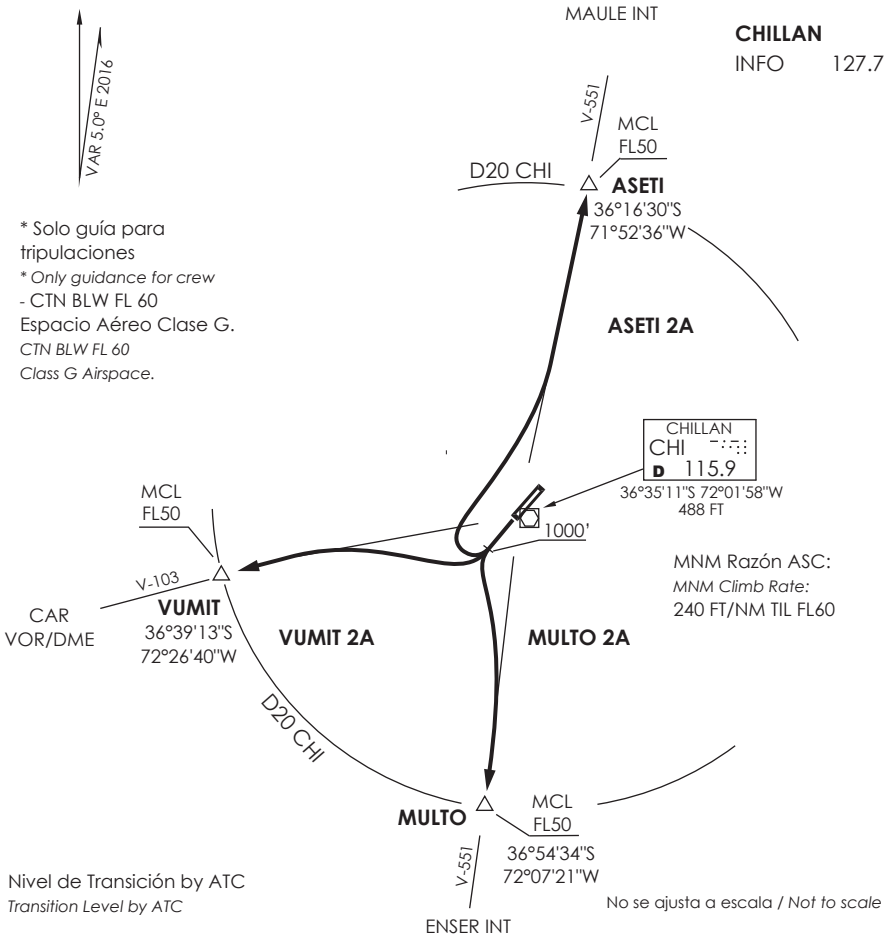 MAULE INT
CHILLAN
INFO 127.7
VAR 5.0° E 2016
V-551
MCL
FL50
D20 CHI
ASETI
36°16'30"S
71°52'36"W
* Solo guía para
tripulaciones
* Only guidance for crew
- CTN BLW FL 60
Espacio Aéreo Clase G.
CTN BLW FL 60
Class G Airspace.
ASETI 2A
CHILLAN
CHI
D 115.9
36°35'11"S 72°01'58"W
488 FT
1000'
MCL
FL50
V-103
CAR
VOR/DME
VUMIT
36°39'13"S
72°26'40"W
VUMIT 2A
MULTO 2A
MNM Razón ASC:
MNM Climb Rate:
240 FT/NM TIL FL60
D20 CHI
MULTO
MCL
FL50
36°54'34"S
72°07'21"W
V-551
ENSER INT
Nivel de Transición by ATC
Transition Level by ATC
No se ajusta a escala / Not to scale